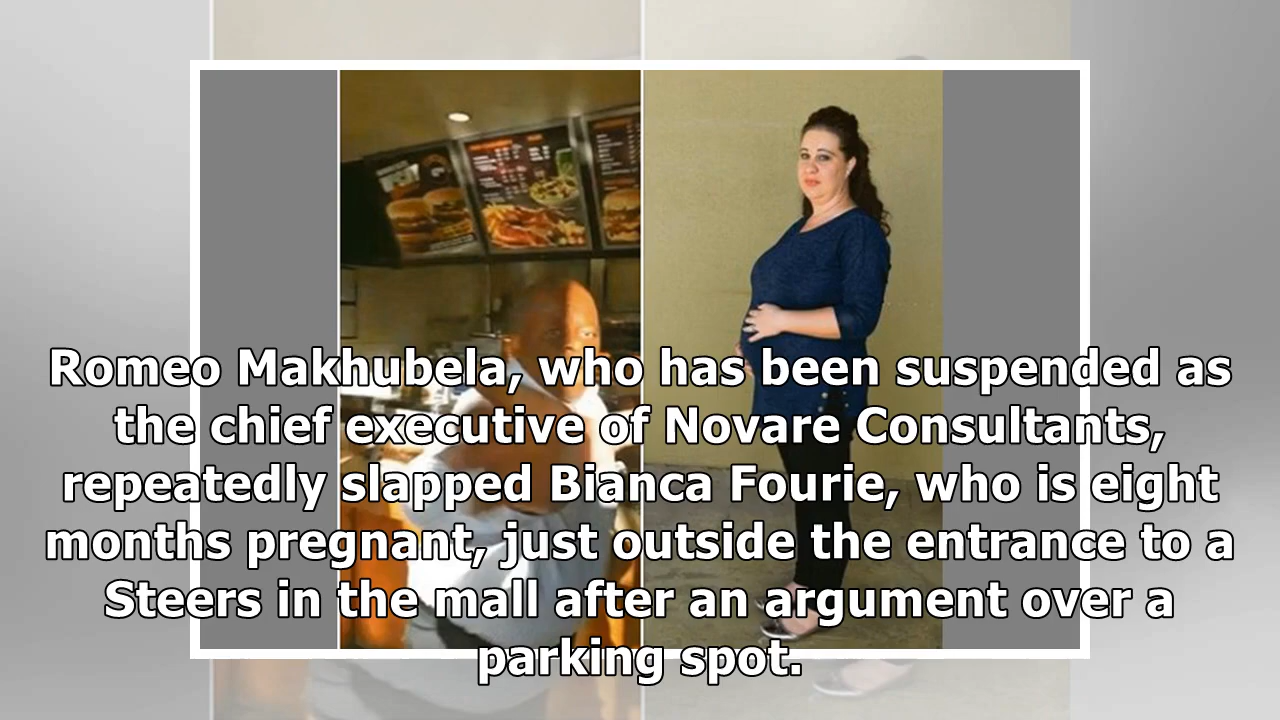 Romeo Makhubela, who has been suspended as
the chief executive of Novare Consultants,
repeatedly slapped Bianca Fourie, who is eight
months pregnant, just outside the entrance to a
Steers in the mall after an argument over a
parking spot.